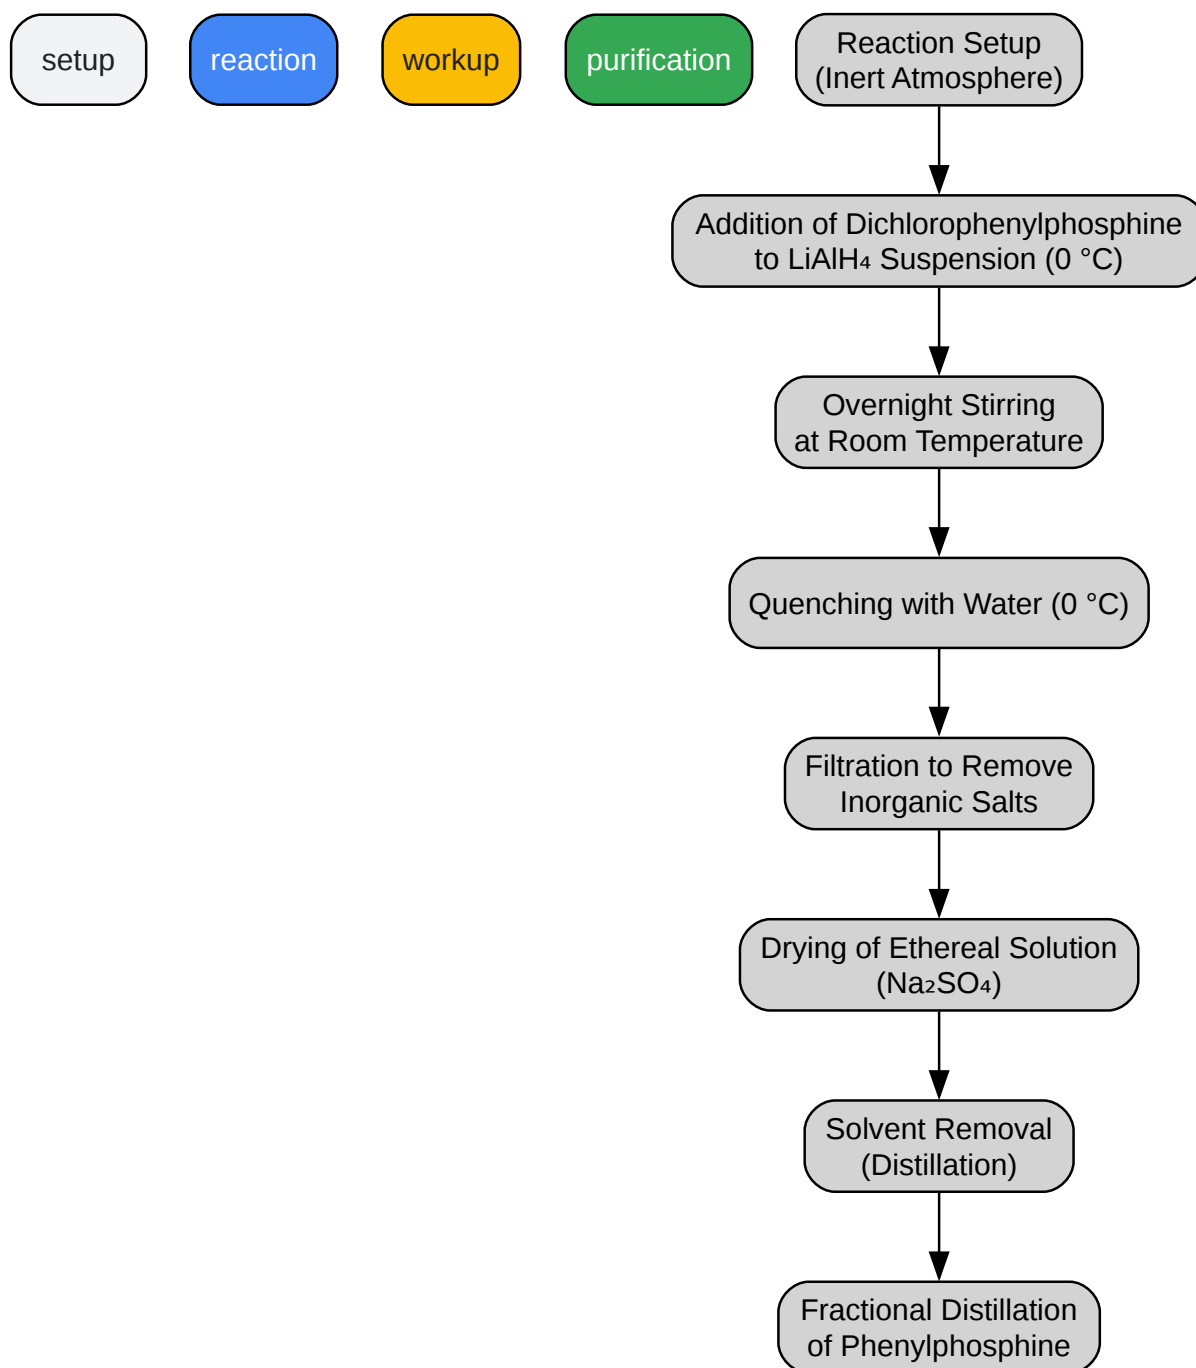 setup
reaction
workup
purification
Reaction Setup
(Inert Atmosphere)
Addition of Dichlorophenylphosphine
to LiAlH₄ Suspension (0 °C)
Overnight Stirring
at Room Temperature
Quenching with Water (0 °C)
Filtration to Remove
Inorganic Salts
Drying of Ethereal Solution
(Na₂SO₄)
Solvent Removal
(Distillation)
Fractional Distillation
of Phenylphosphine